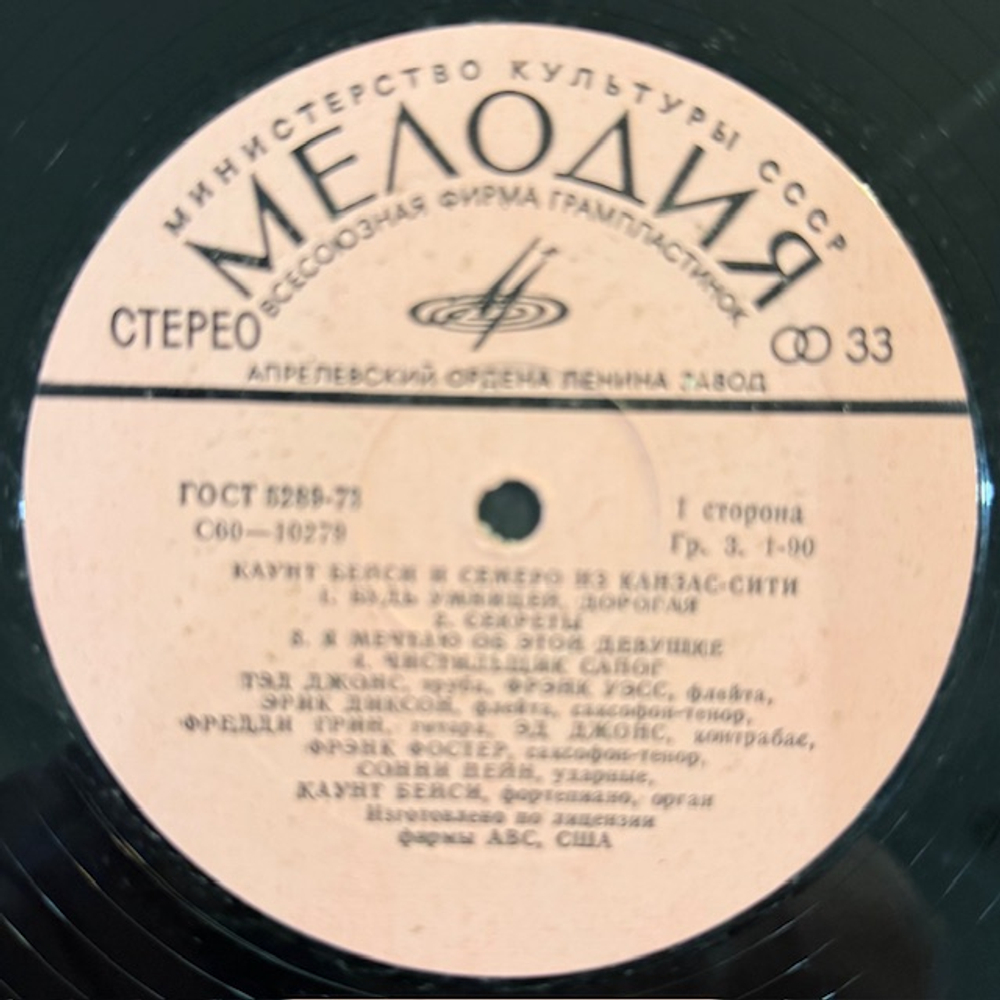 МИНИСТЕРСТВО КУЛЬТУРЫ СССР
МЕЛОДИЯ
ВСЕСОЮЗНАЯ ФИРМА ГРАМПЛАСТИНОК
СТЕРЕО
33
АПРЕЛЕВСКИЙ ОРДЕНА ЛЕНИНА ЗАВОД
ГОСТ 5289-73
1 сторона
С60—10279
Гр. 3. 1-90
КАУНТ БЕЙСИ И СЕМЕРО ИЗ КАНЗАС-СИТИ
1. БУДЬ УМНИЦЕЙ, ДОРОГАЯ
2. СЕКРЕТЫ
3. Я МЕЧТАЮ ОБ ЭТОЙ ДЕВУШКЕ
4. ЧИСТИЛЬЩИК САПОГ
ТЭД ДЖОНС, труба, ФРЭНК УЭСС, флейта,
ЭРИК ДИКСОН, флейта, саксофон-тенор,
ФРЕДДИ ГРИН, гитара, ЭД ДЖОНС, контрабас,
ФРЭНК ФОСТЕР, саксофон-тенор,
СОННИ ПЕЙН, ударные,
КАУНТ БЕЙСИ, фортепиано, орган
Изготовлено по лицензии
фирмы АВС, США